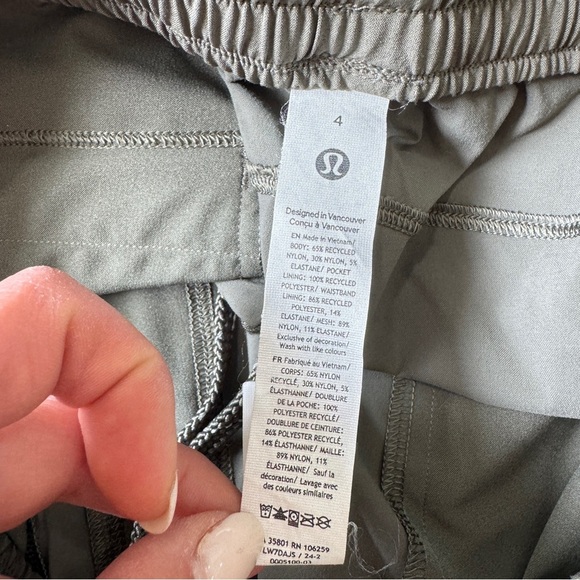 4
Designed in Vancouver
Conçu à Vancouver
EN Made in Vietnam/
BODY: 65% RECYCLED
NYLON, 30% NYLON, 5%
ELASTANE/ POCKET
LINING: 100% RECYCLED
POLYESTER/ WAISTBAND
LINING: 86% RECYCLED
POLYESTER, 14%
ELASTANE/ MESH: 89%
NYLON, 11% ELASTANE/
Exclusive of decoration/
Wash with like colours
FR Fabriqué au Vietnam/
CORPS: 65% NYLON
RECYCLÉ, 30% NYLON, 5%
ÉLASTHANNE/ DOUBLURE
DE LA POCHE: 100%
POLYESTER RECYCLÉ/
DOUBLURE DE CEINTURE:
86% POLYESTER RECYCLÉ,
14% ÉLASTHANNE/ MAILLE:
89% NYLON, 11%
ÉLASTHANNE/ Sauf la
décoration/ Lavage avec
des couleurs similaires
35801 RN 106259
LW7DAJS / 24-2
0005100-03